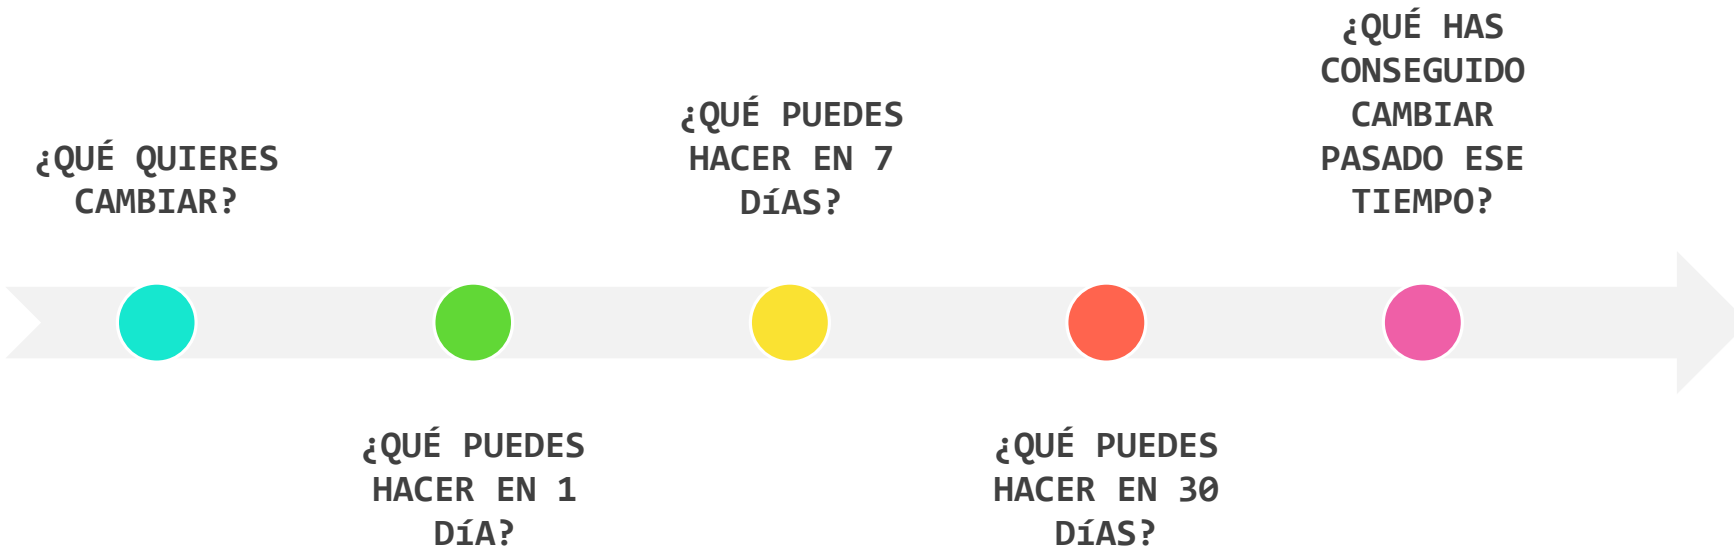 ¿QUÉ QUIERES
CAMBIAR?
¿QUÉ PUEDES
HACER EN 1
DíA?
¿QUÉ PUEDES
HACER EN 7
DíAS?
¿QUÉ PUEDES
HACER EN 30
DíAS?
¿QUÉ HAS
CONSEGUIDO
CAMBIAR
PASADO ESE
TIEMPO?